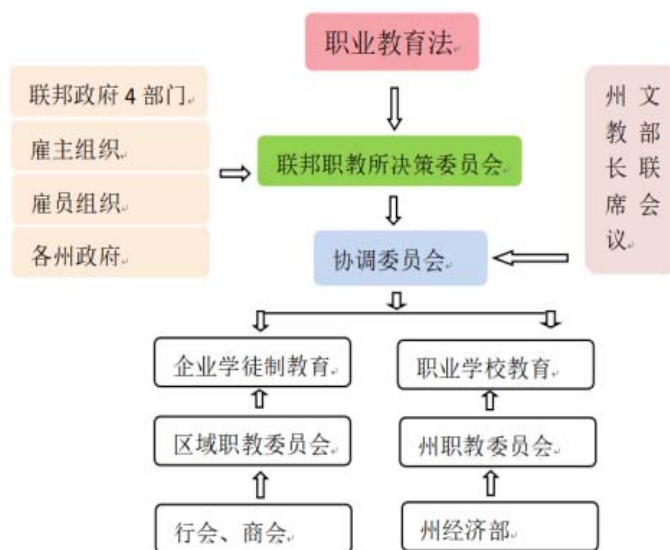 职业教育法
联邦政府 4 部门
雇主组织
雇员组织
各州政府
联邦职教所决策委员会
州 文
教 部
长 联
席 会
议
协调委员会
企业学徒制教育
职业学校教育
区域职教委员会
州职教委员会
行会、商会
州经济部